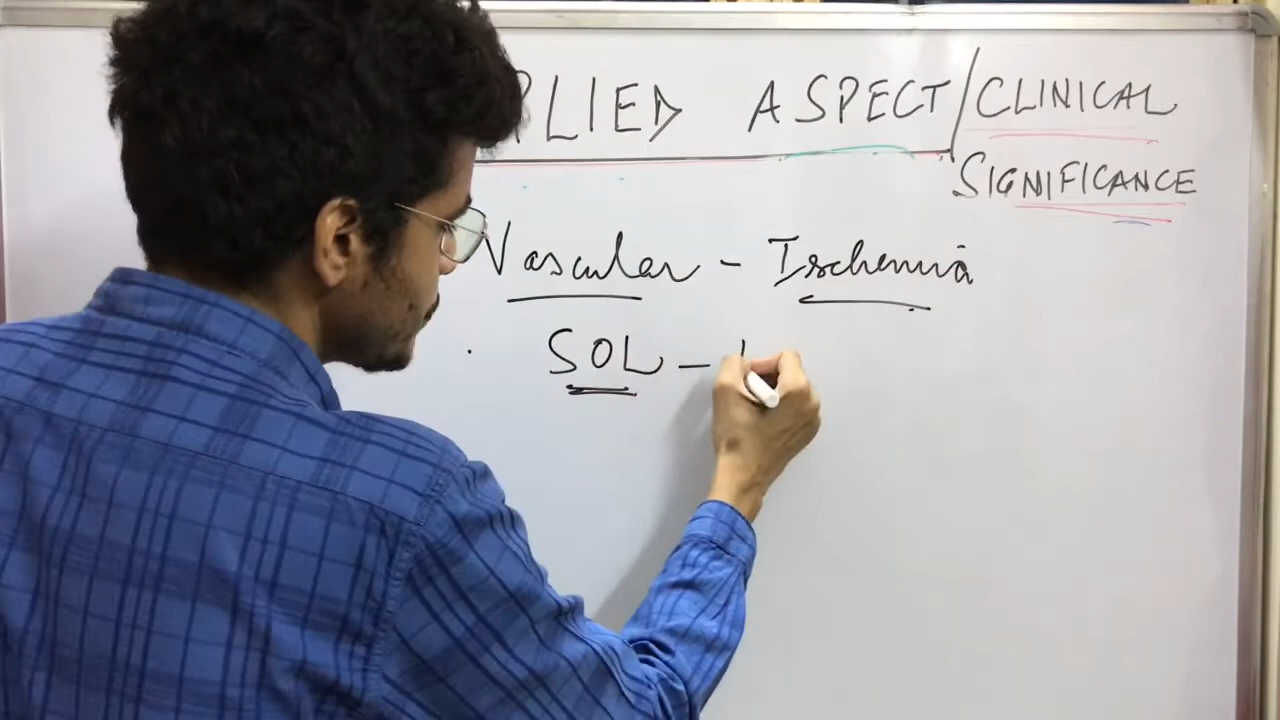 PLIED ASPECT/CLINICAL
SIGNIFICANCE
Vascular - Ischemia
SOL -